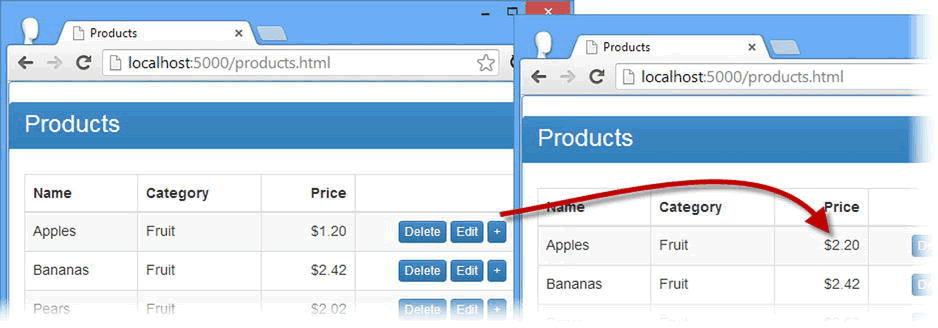 Products
localhost:5000/products.html
Products
Name Category Price
Apples Fruit $1.20 Delete Edit +
Bananas Fruit $2.42 Delete Edit +
Pears Fruit $2.02 Delete Edit +
Products
localhost:5000/products.html
Products
Name Category Price
Apples Fruit $2.20
Bananas Fruit $2.42